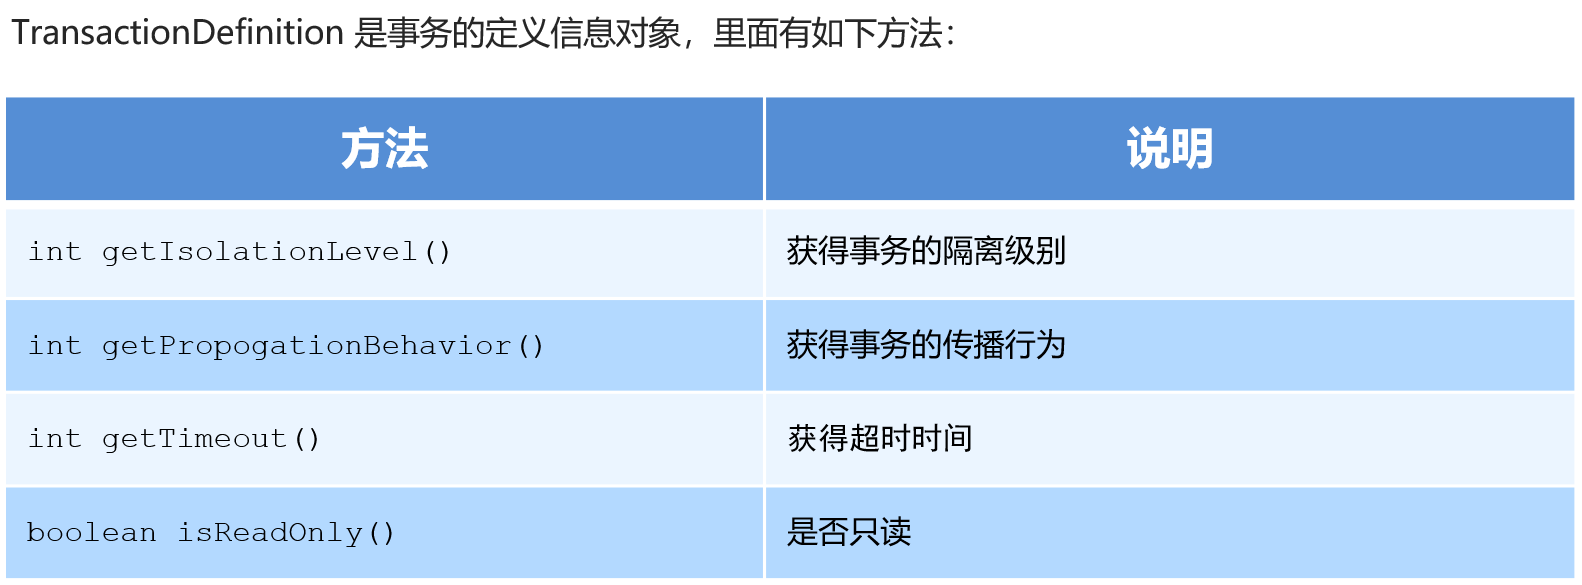 TransactionDefinition 是事务的定义信息对象，里面有如下方法：
方法 说明
int getIsolationLevel() 获得事务的隔离级别
int getPropogationBehavior() 获得事务的传播行为
int getTimeout() 获得超时时间
boolean isReadOnly() 是否只读